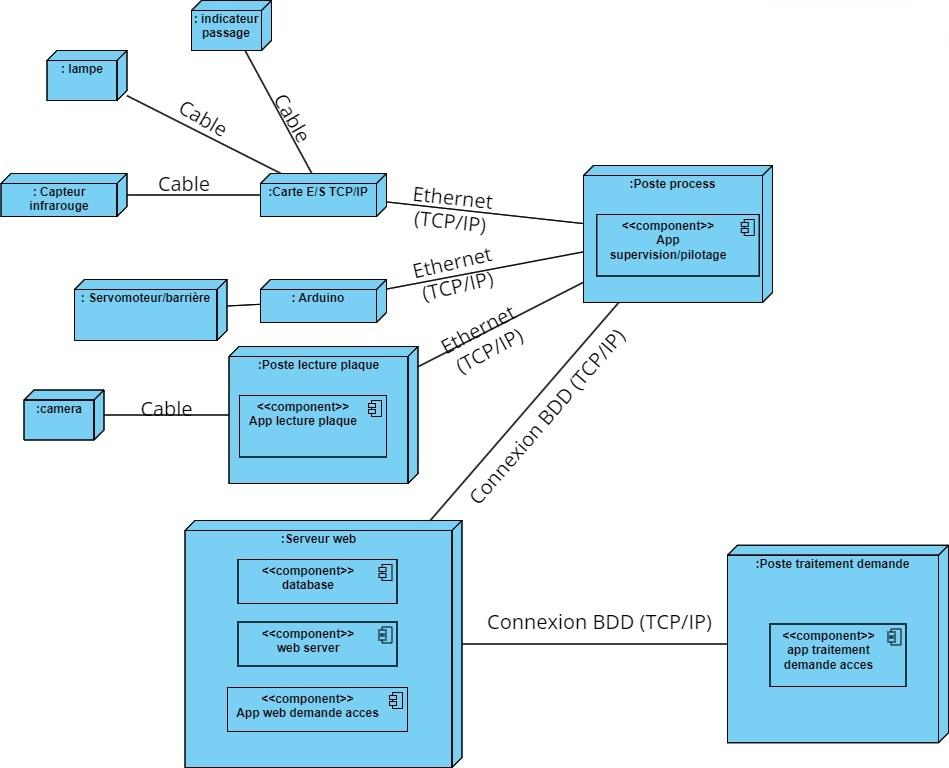 : indicateur
passage
: lampe
Cable
Cable
: Capteur
infrarouge
Cable
:Carte E/S TCP/IP
Ethernet
(TCP/IP)
:Poste process
<<component>>
App
supervision/pilotage
: Servomoteur/barrière
: Arduino
Ethernet
(TCP/IP)
Ethernet
(TCP/IP)
:Poste lecture plaque
<<component>>
App lecture plaque
:camera
Cable
Connexion BDD (TCP/IP)
:Serveur web
<<component>>
database
<<component>>
web server
<<component>>
App web demande acces
Connexion BDD (TCP/IP)
:Poste traitement demande
<<component>>
app traitement
demande acces